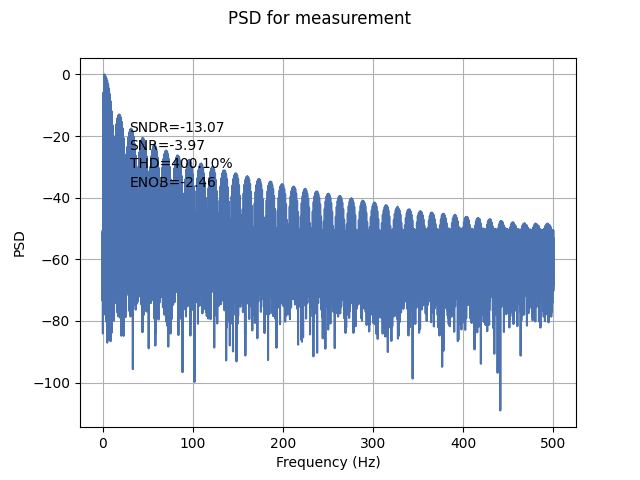 PSD for measurement
0
−20
−40
−60
−80
−100
PSD
SNDR=-13.07
SNR=-3.97
THD=400.10%
ENOB=-2.46
0
100
200
300
400
500
Frequency (Hz)